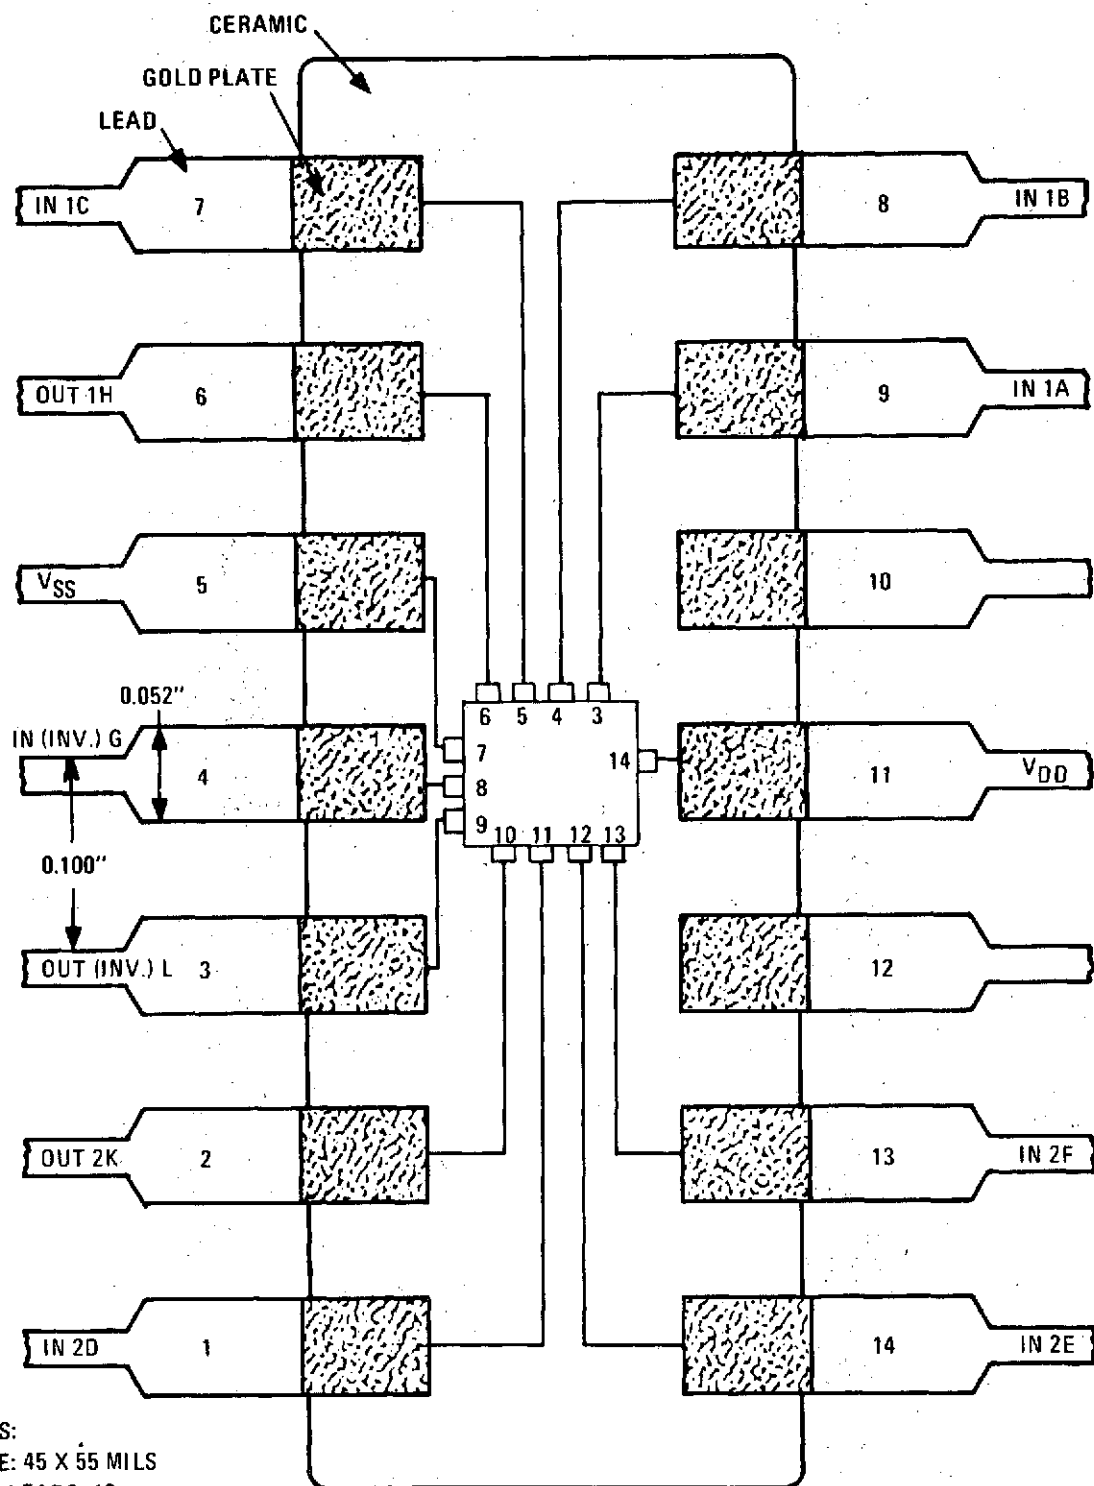 CERAMIC
GOLD PLATE
LEAD
IN 1C
7
8
IN 1B
OUT 1H
6
9
IN 1A
VSS
5
10
0.052"
6 5 4 3
IN (INV.) G
4
7
14
11
VDD
8
9
0.100"
10 11 12 13
OUT (INV.) L
3
12
OUT 2K
2
13
IN 2F
IN 2D
1
14
IN 2E
S:
E: 45 X 55 MILS